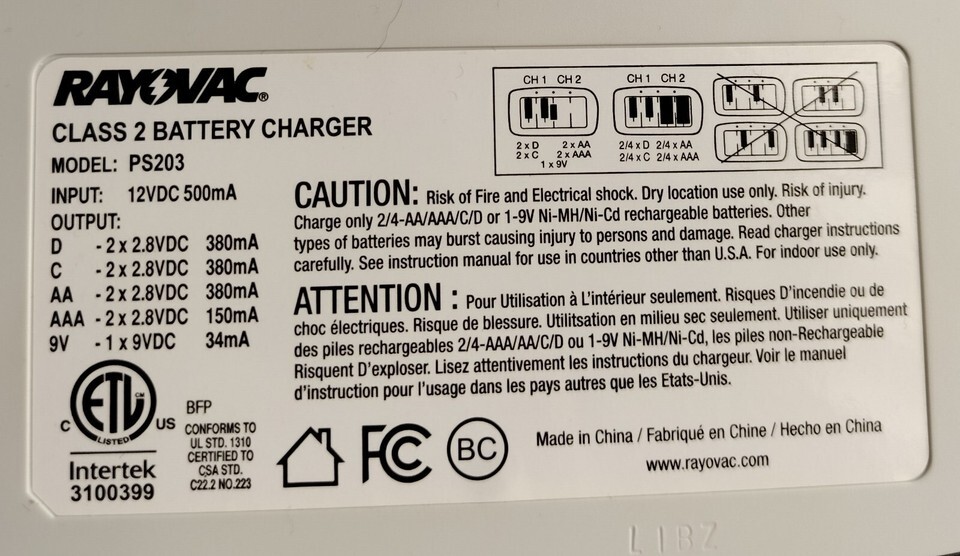 RAYOVAC®
CLASS 2 BATTERY CHARGER
MODEL: PS203
INPUT: 12VDC 500mA
OUTPUT:
D - 2 x 2.8VDC 380mA
C - 2 x 2.8VDC 380mA
AA - 2 x 2.8VDC 380mA
AAA - 2 x 2.8VDC 150mA
9V - 1 x 9VDC 34mA
CH 1 CH 2
2 x D 2 x AA
2 x C 2 x AAA
1 x 9V
CH 1 CH 2
2/4 x D 2/4 x AA
2/4 x C 2/4 x AAA
CAUTION: Risk of Fire and Electrical shock. Dry location use only. Risk of injury.
Charge only 2/4-AA/AAA/C/D or 1-9V Ni-MH/Ni-Cd rechargeable batteries. Other
types of batteries may burst causing injury to persons and damage. Read charger instructions
carefully. See instruction manual for use in countries other than U.S.A. For indoor use only.
ATTENTION : Pour Utilisation à L'intérieur seulement. Risques D'incendie ou de
choc électriques. Risque de blessure. Utilitsation en milieu sec seulement. Utiliser uniquement
des piles rechargeables 2/4-AAA/AA/C/D ou 1-9V Ni-MH/Ni-Cd, les piles non-Rechargeable
Risquent D'exploser. Lisez attentivement les instructions du chargeur. Voir le manuel
d'instruction pour l'usage dans les pays autres que les Etats-Unis.
ETL CM
LISTED
C US
Intertek
3100399
BFP
CONFORMS TO
UL STD. 1310
CERTIFIED TO
CSA STD.
C22.2 NO.223
FC
BC
Made in China / Fabriqué en Chine / Hecho en China
www.rayovac.com
L1BZ